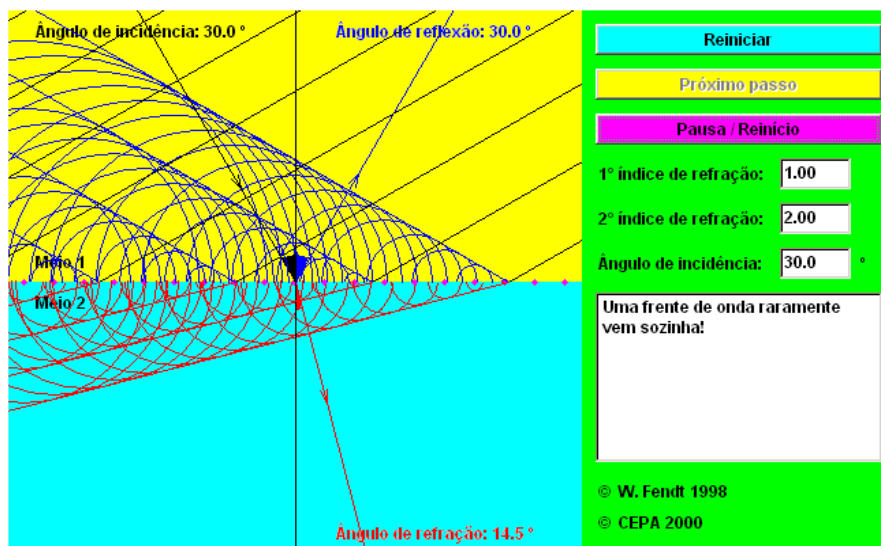 Ângulo de incidência: 30.0 °
Ângulo de reflexão: 30.0 °
Meio 1
Meio 2
Ângulo de refração: 14.5 °
Reiniciar
Próximo passo
Pausa / Reinício
1º índice de refração: 1.00
2º índice de refração: 2.00
Ângulo de incidência: 30.0 °
Uma frente de onda raramente
vem sozinha!
© W. Fendt 1998
© CEPA 2000